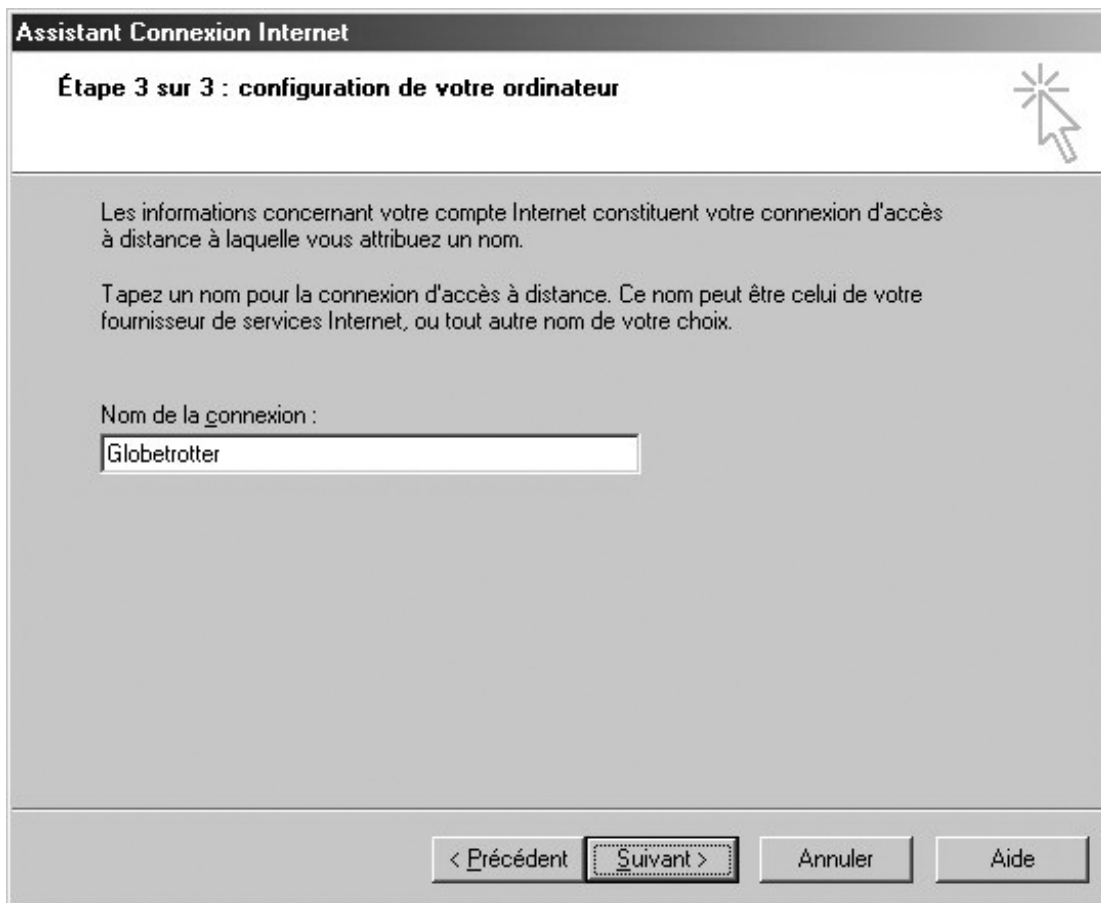 Assistant Connexion Internet
Étape 3 sur 3 : configuration de votre ordinateur
Les informations concernant votre compte Internet constituent votre connexion d'accès
à distance à laquelle vous attribuez un nom.
Tapez un nom pour la connexion d'accès à distance. Ce nom peut être celui de votre
fournisseur de services Internet, ou tout autre nom de votre choix.
Nom de la connexion :
Globetrotter
< Précédent Suivant > Annuler Aide